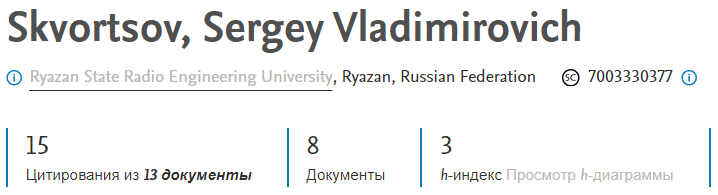 Skvortsov, Sergey Vladimirovich
Ryazan State Radio Engineering University, Ryazan, Russian Federation SC 7003330377
15 8 3
Цитирования из 13 документы Документы h-индекс Просмотр h-диаграммы